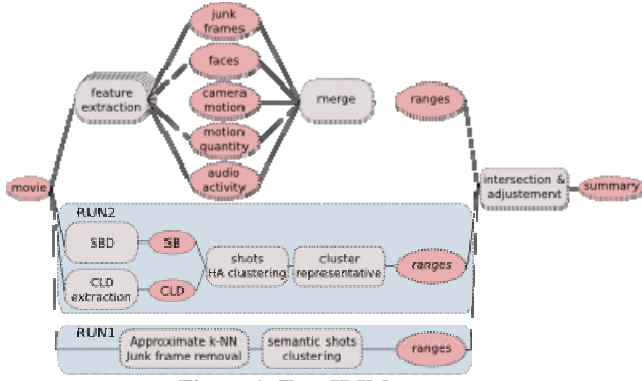 junk
frames
faces
feature
extraction
camera
motion
merge
ranges
motion
quantity
audio
activity
movie
intersection &
adjustement
summary
RUN2
SBD
SB
shots
HA clustering
cluster
representative
ranges
CLD
extraction
CLD
RUN1
Approximate k-NN
Junk frame removal
semantic shots
clustering
ranges